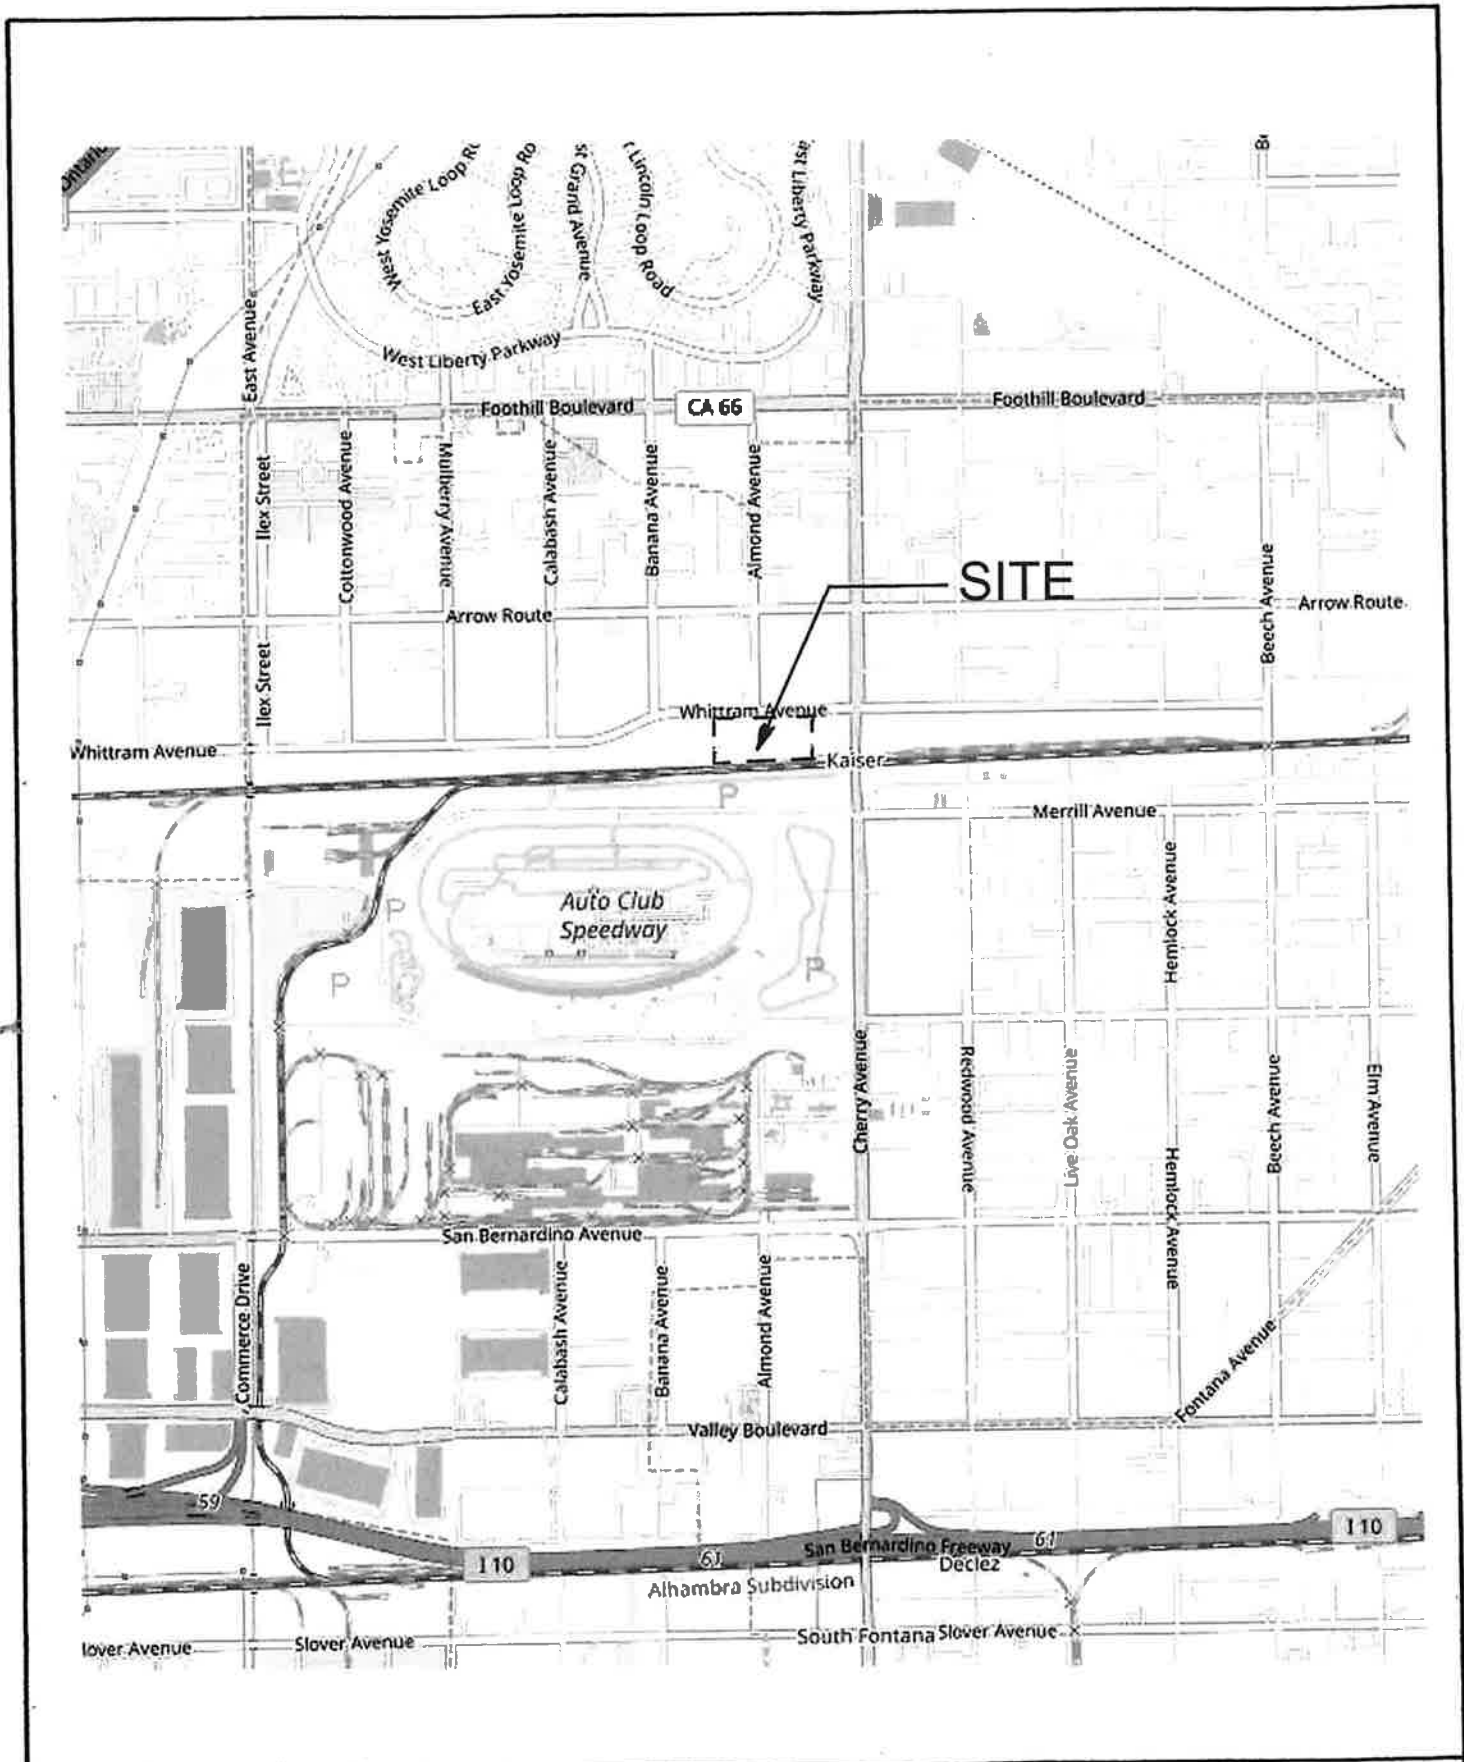 Ontario
West Yosemite Loop
East Yosemite Loop Ro
st Grand Avenue
r Lincoln Loop Road
ast Liberty Parkway
East Avenue
West Liberty Parkway
Foothill Boulevard
CA 66
Foothill Boulevard
Ilex Street
Cottonwood Avenue
Mulberry Avenue
Calabash Avenue
Banana Avenue
Almond Avenue
SITE
Beech Avenue
Arrow Route
Arrow Route
Ilex Street
Whittram Avenue
Whittram Avenue
Kaiser
P
Merrill Avenue
Auto Club
Speedway
P
P
P
Hemlock Avenue
Cherry Avenue
Redwood Avenue
Live Oak Avenue
Hemlock Avenue
Beech Avenue
Elm Avenue
San Bernardino Avenue
Commerce Drive
Calabash Avenue
Banana Avenue
Almond Avenue
Fontana Avenue
Valley Boulevard
59
I 10
61
San Bernardino Freeway
61
I 10
Declez
Alhambra Subdivision
lover Avenue
Slover Avenue
South Fontana
Slover Avenue